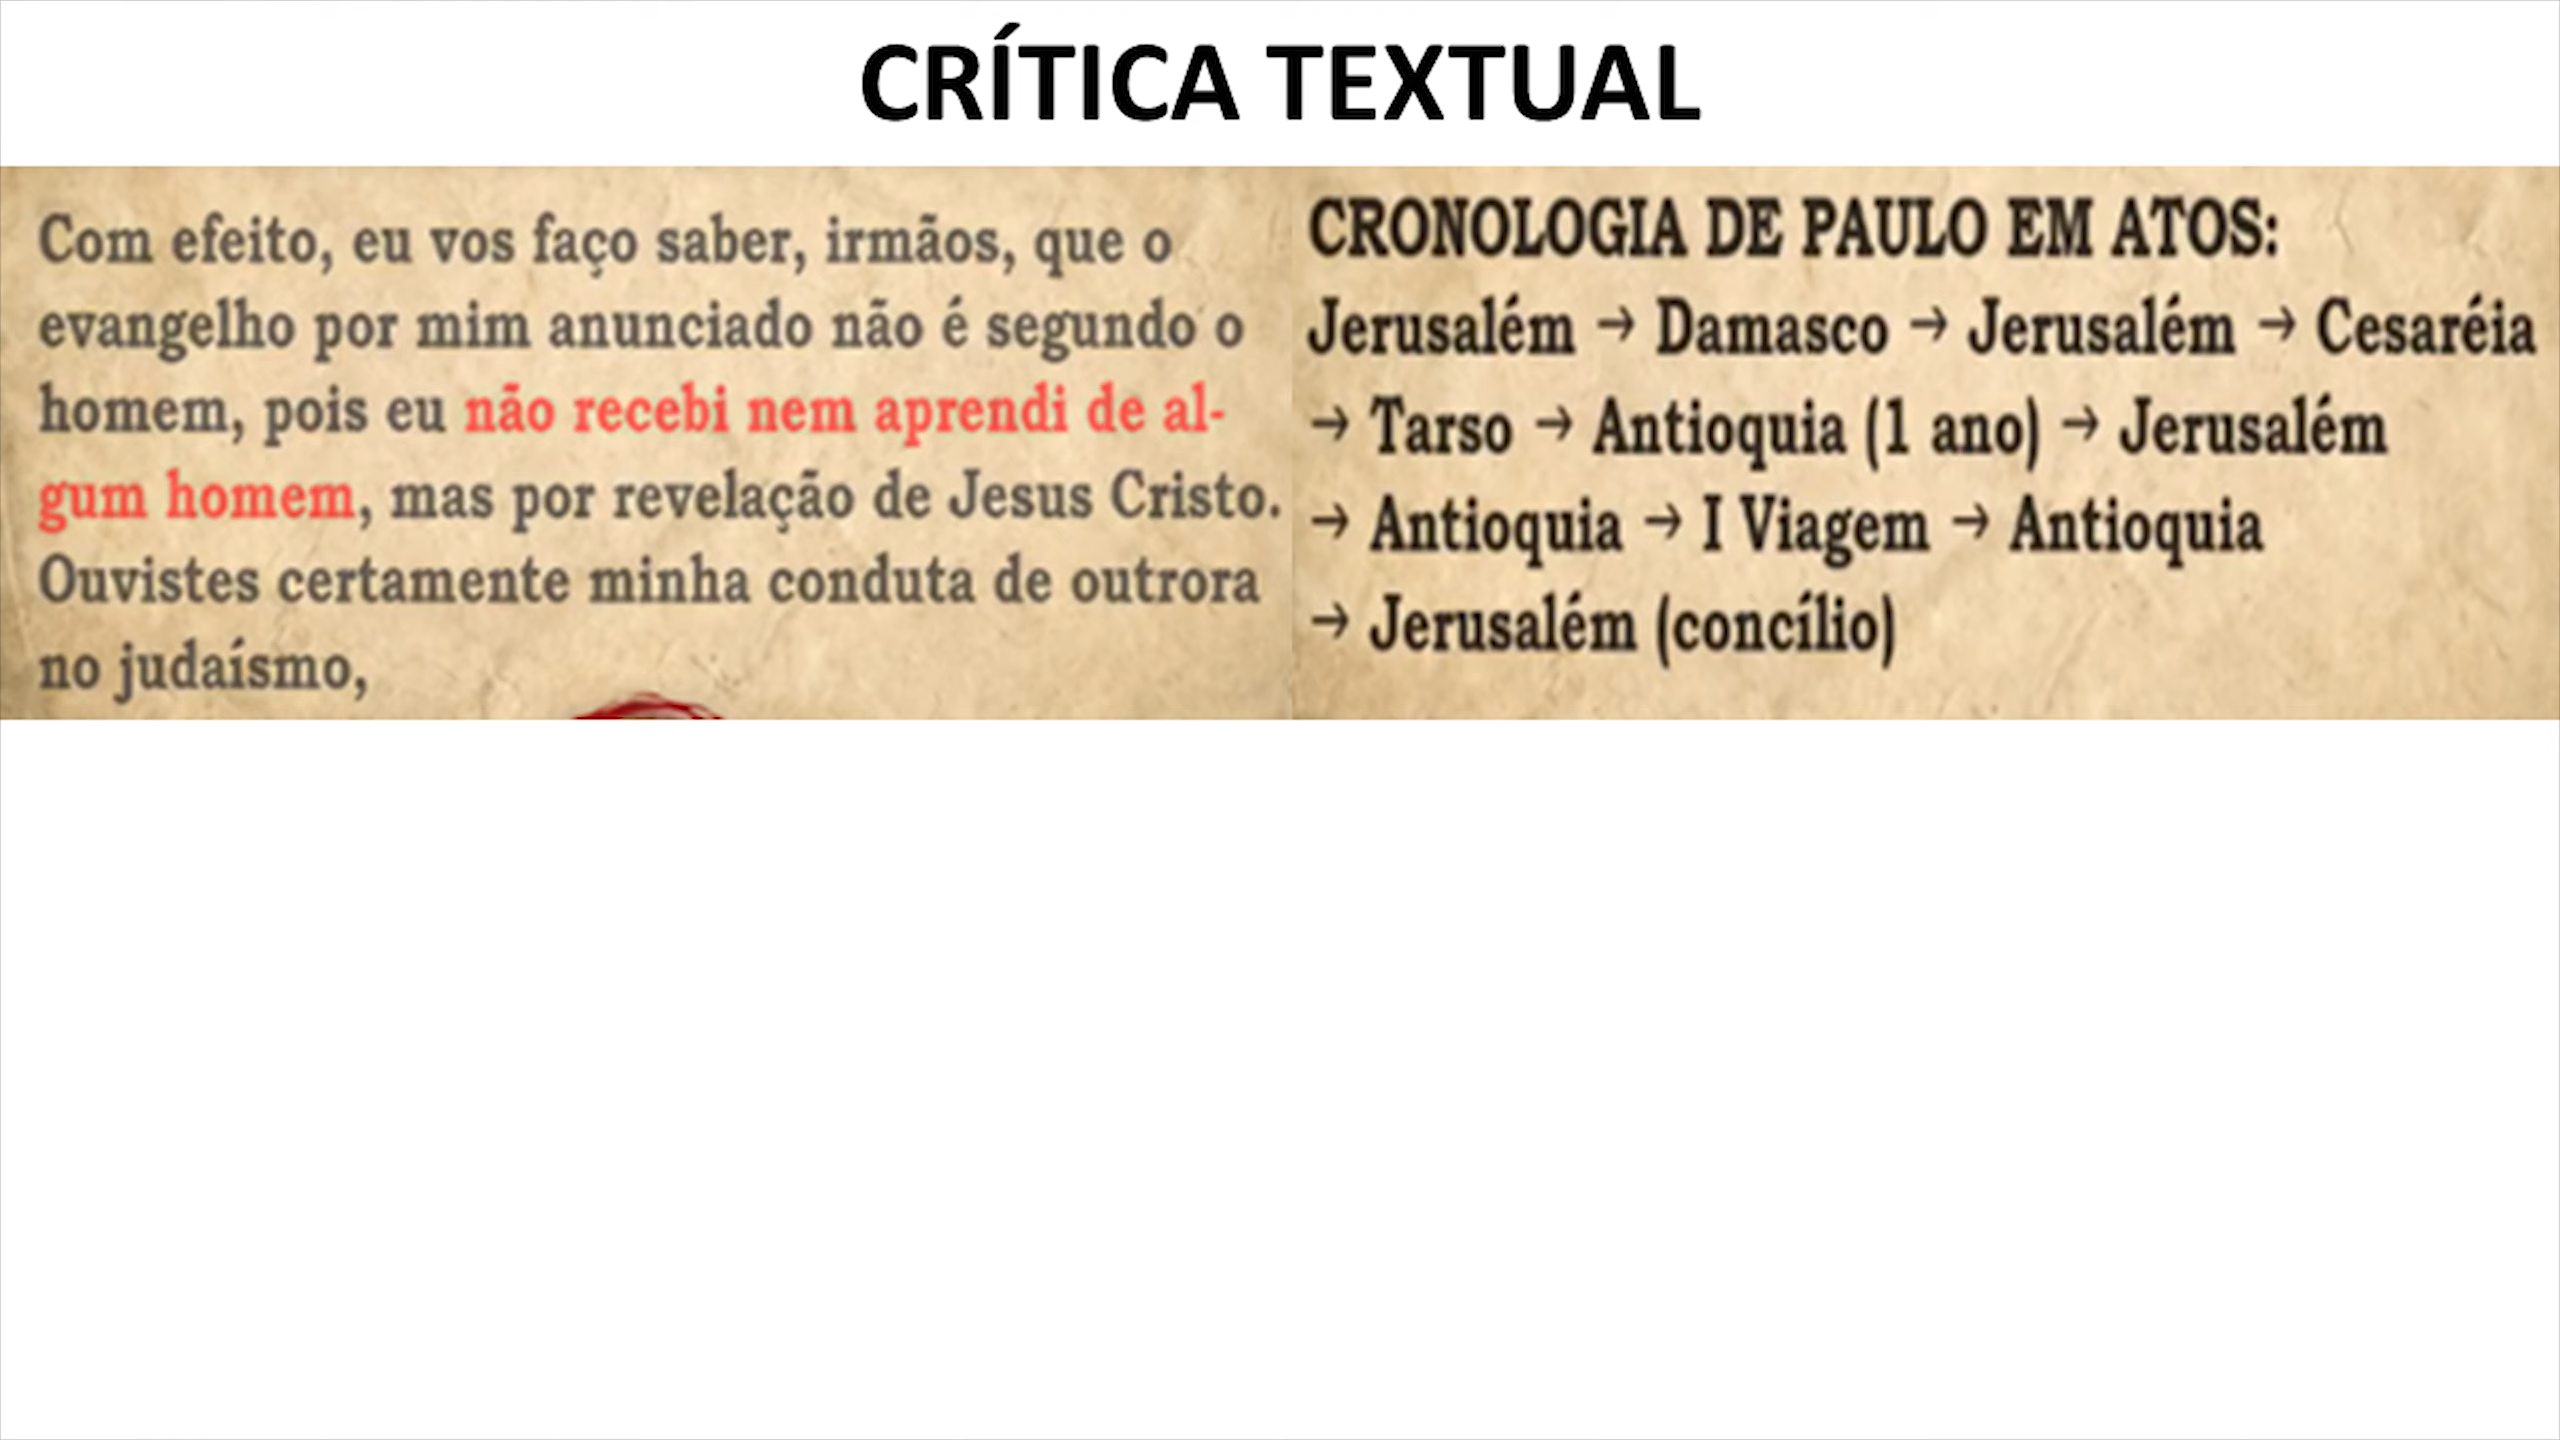 CRÍTICA TEXTUAL
Com efeito, eu vos faço saber, irmãos, que o
evangelho por mim anunciado não é segundo o
homem, pois eu não recebi nem aprendi de al-
gum homem, mas por revelação de Jesus Cristo.
Ouvistes certamente minha conduta de outrora
no judaísmo,
CRONOLOGIA DE PAULO EM ATOS:
Jerusalém → Damasco → Jerusalém → Cesaréia
→ Tarso → Antioquia (1 ano) → Jerusalém
→ Antioquia → I Viagem → Antioquia
→ Jerusalém (concílio)